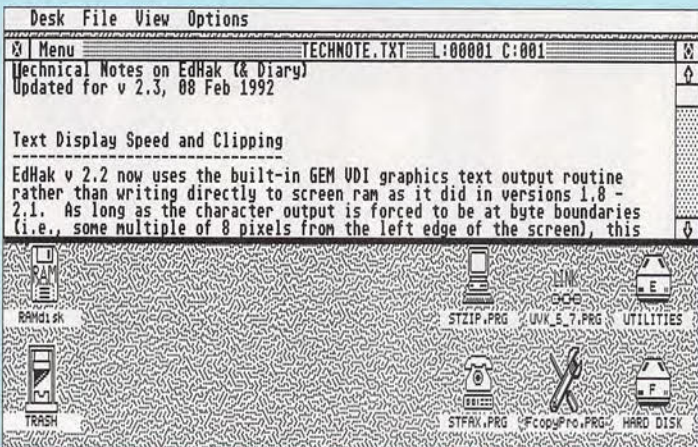 Desk File View Options
Menu TECHNOTE.TXT L:00001 C:001
Technical Notes on EdHak (& Diary)
Updated for v 2.3, 08 Feb 1992
Text Display Speed and Clipping
-------------------------------
EdHak v 2.2 now uses the built-in GEM VDI graphics text output routine
rather than writing directly to screen ram as it did in versions 1.8 -
2.1. As long as the character output is forced to be at byte boundaries
(i.e., some multiple of 8 pixels from the left edge of the screen), this
RAM
LINK
E
RAMdisk
STZIP.PRG
UVK_5_7.PRG
UTILITIES
F
TRASH
STFAX.PRG
FcopyPro.PRG
HARD DISK